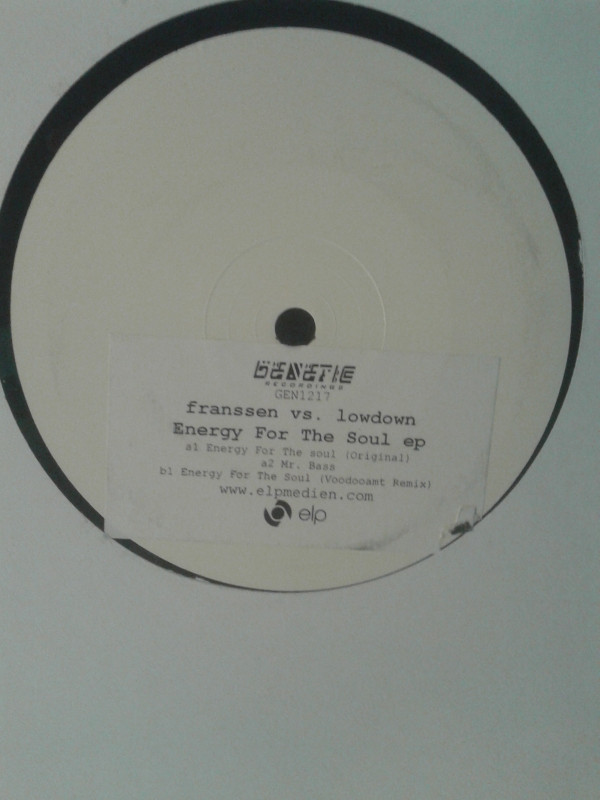 GENETIC
RECORDINGS
GEN1217
franssen vs. lowdown
Energy For The Soul ep
a1 Energy For The soul (Original)
a2 Mr. Bass
b1 Energy For The Soul (Voodooamt Remix)
www.elpmedien.com
elp